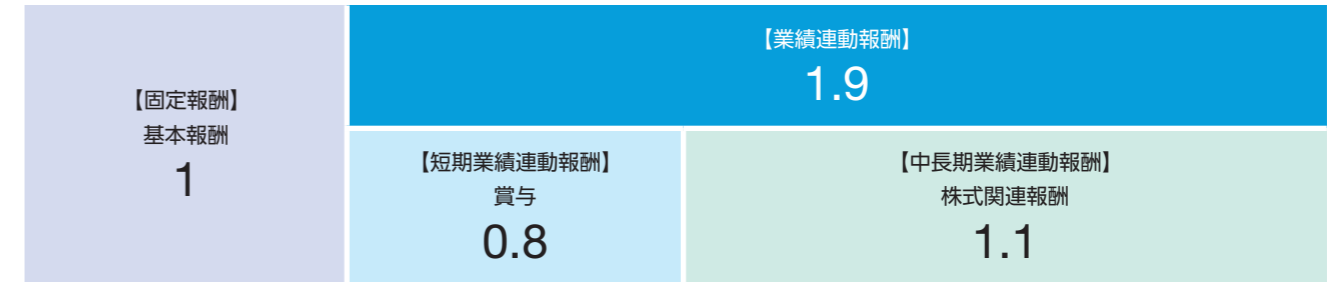 【固定報酬】
基本報酬
1
【業績連動報酬】
1.9
【短期業績連動報酬】
賞与
0.8
【中長期業績連動報酬】
株式関連報酬
1.1